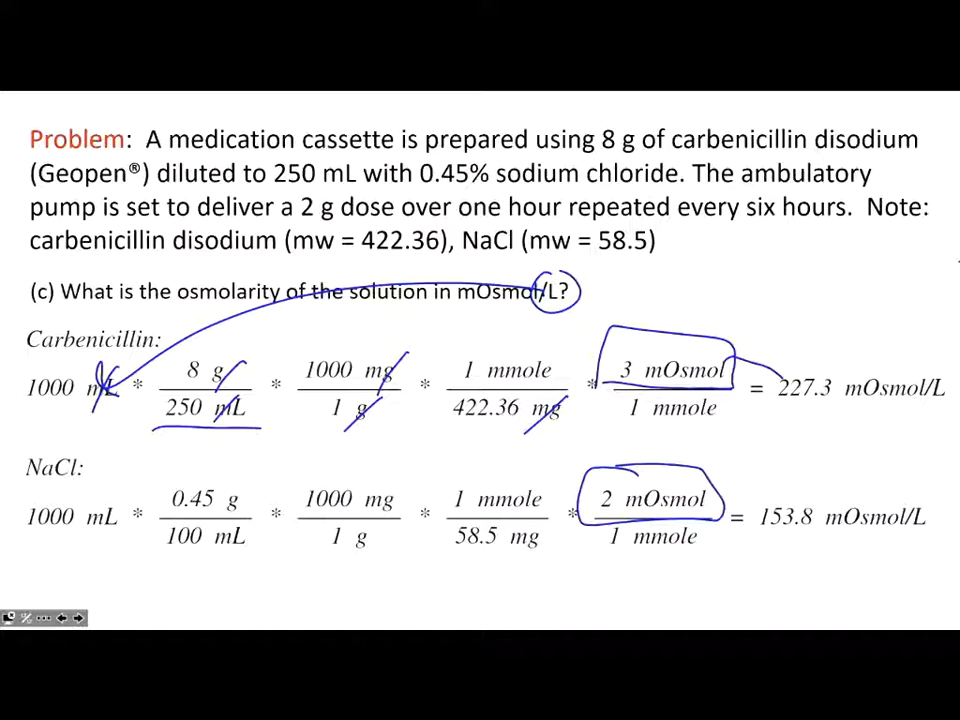 Problem: A medication cassette is prepared using 8 g of carbenicillin disodium
(Geopen®) diluted to 250 mL with 0.45% sodium chloride. The ambulatory
pump is set to deliver a 2 g dose over one hour repeated every six hours. Note:
carbenicillin disodium (mw = 422.36), NaCl (mw = 58.5)
(c) What is the osmolarity of the solution in mOsmol/L?
Carbenicillin:
1000 mL * 8 g / 250 mL * 1000 mg / 1 g * 1 mmole / 422.36 mg * 3 mOsmol / 1 mmole = 227.3 mOsmol/L
NaCl:
1000 mL * 0.45 g / 100 mL * 1000 mg / 1 g * 1 mmole / 58.5 mg * 2 mOsmol / 1 mmole = 153.8 mOsmol/L